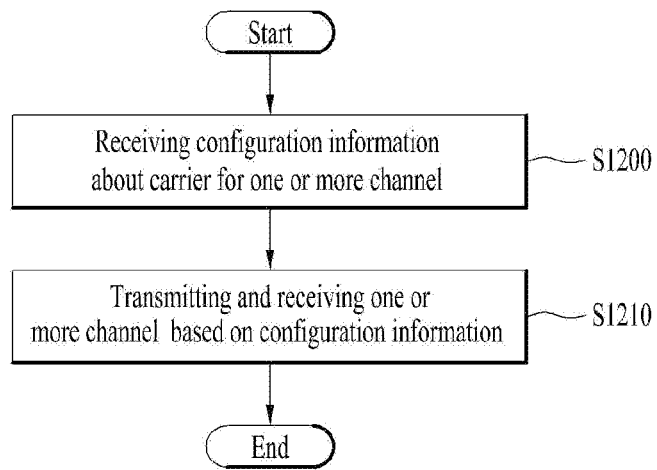 Start
Receiving configuration information
about carrier for one or more channel
S1200
Transmitting and receiving one or
more channel based on configuration information
S1210
End